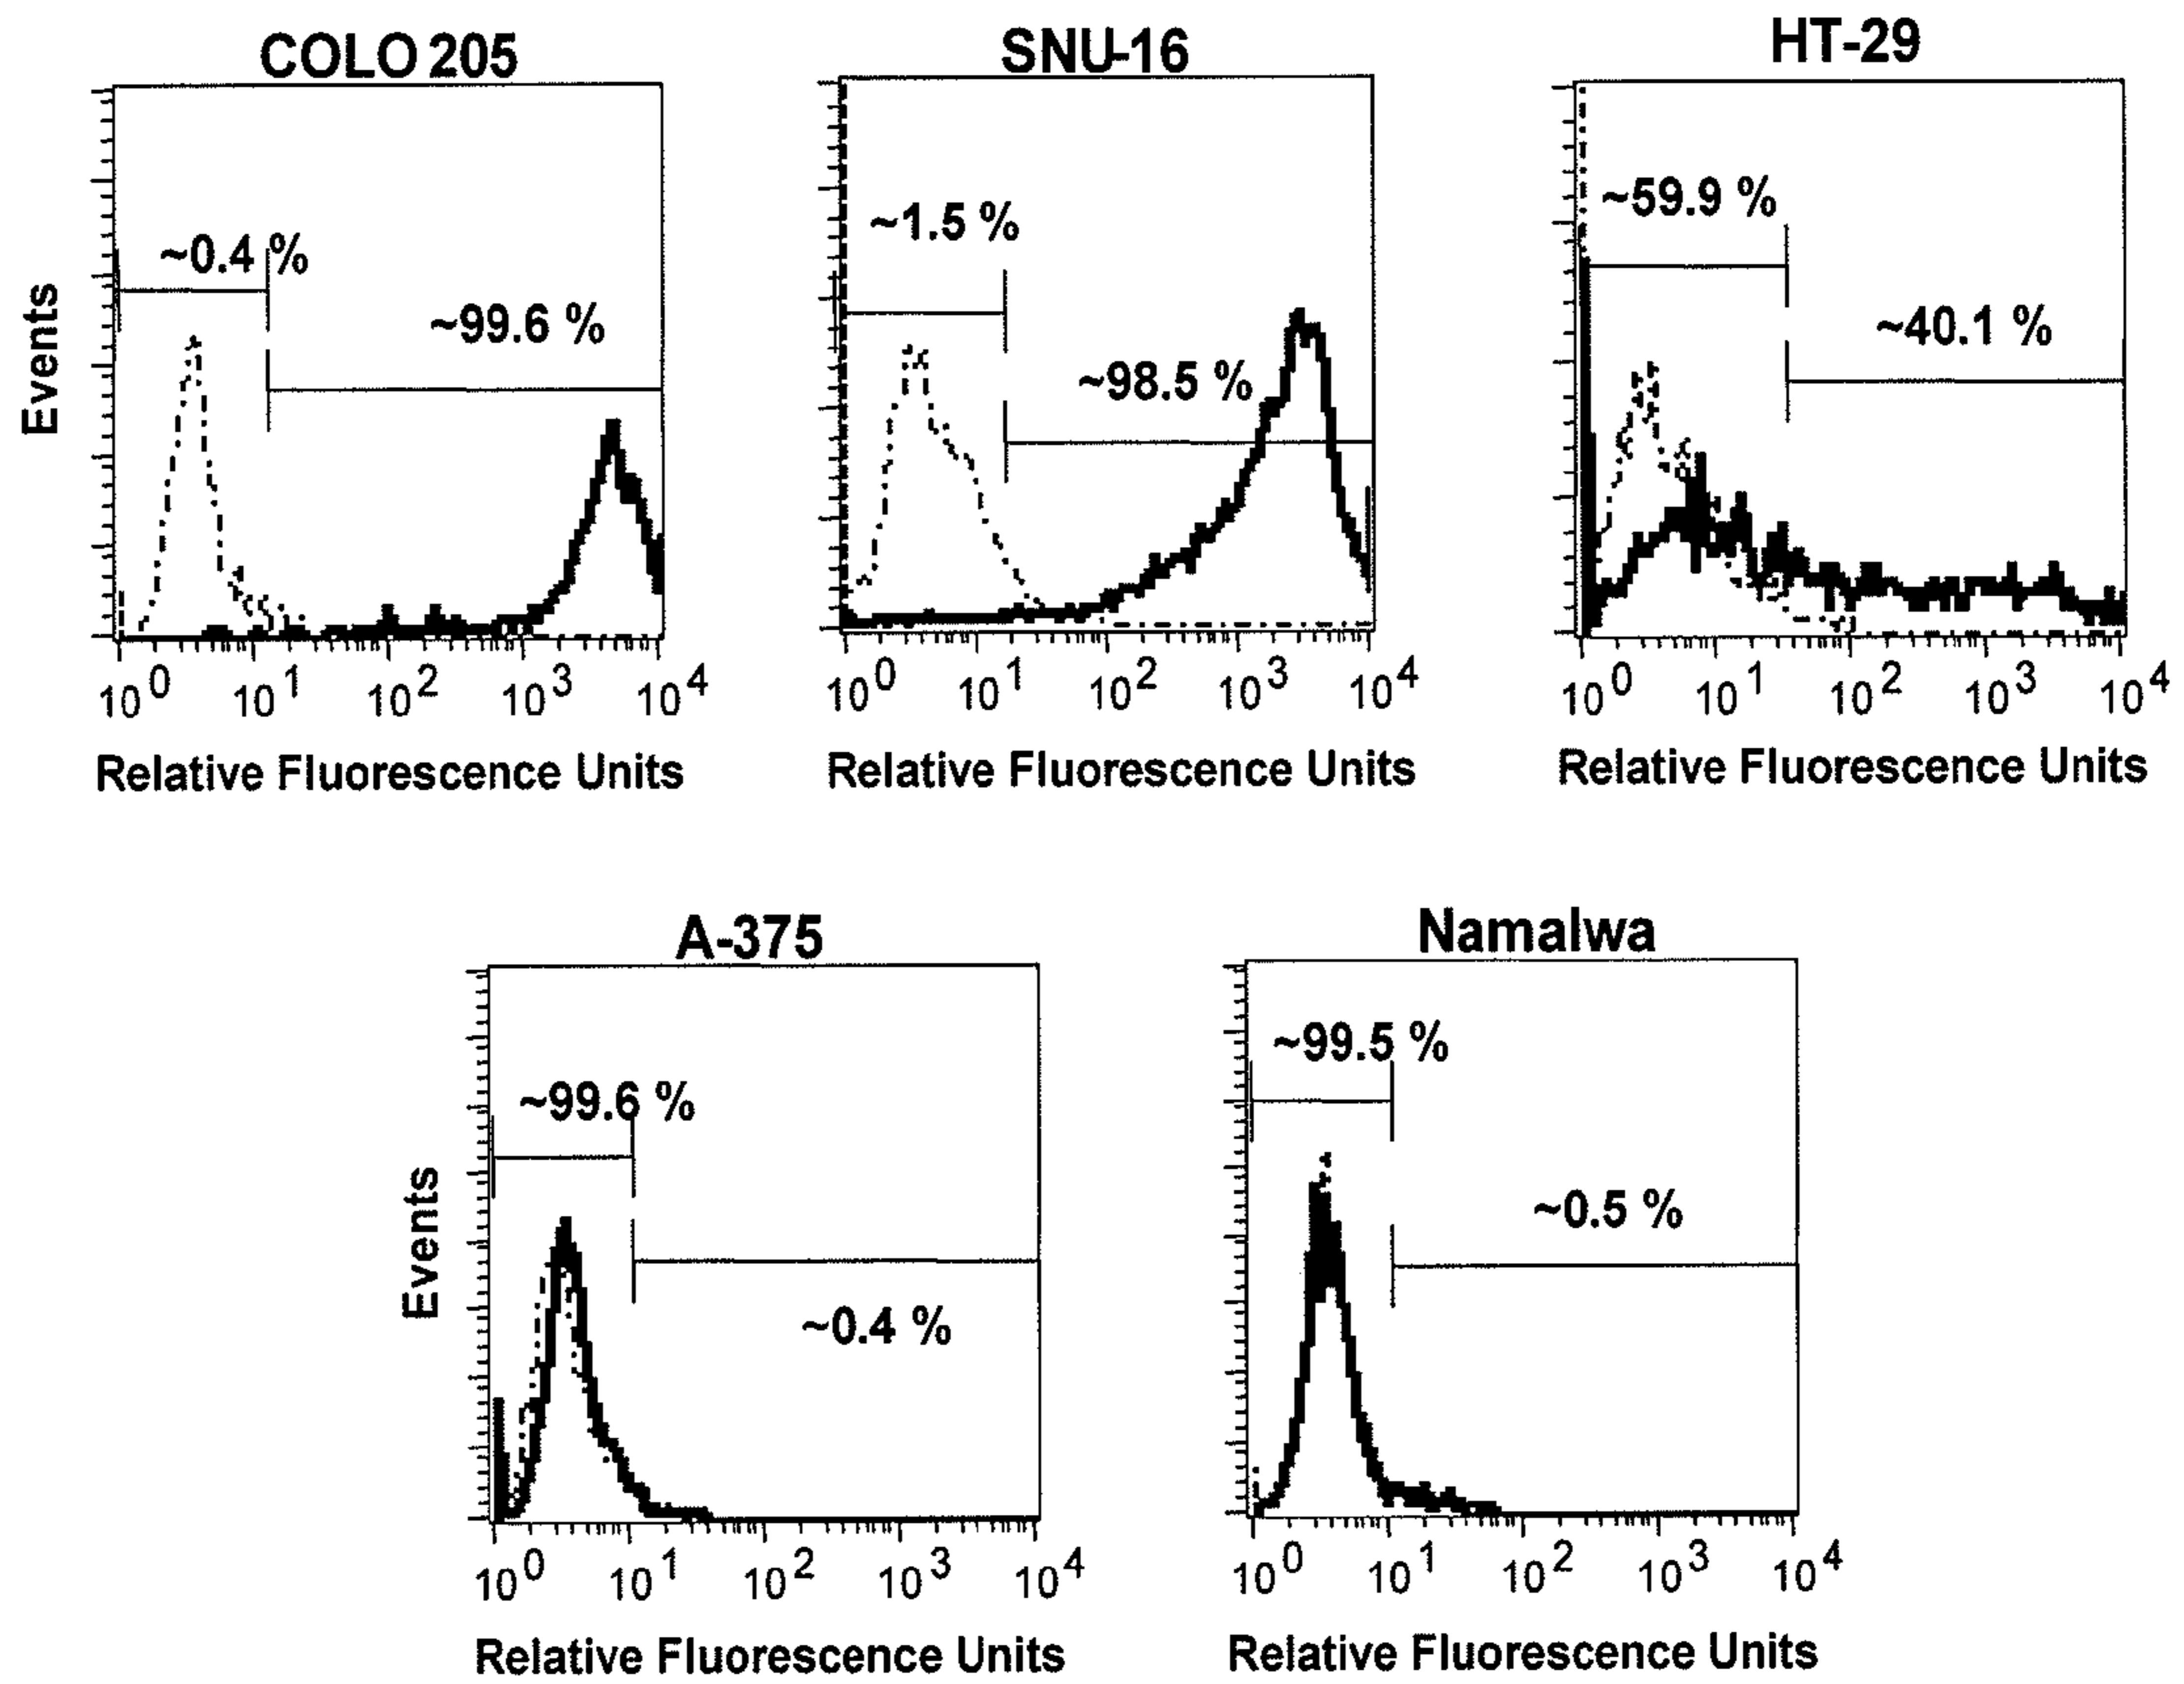 COLO 205 SNU-16 HT-29
~0.4 % ~99.6 % ~1.5 % ~98.5 % ~59.9 % ~40.1 %
Events
10^0 10^1 10^2 10^3 10^4 10^0 10^1 10^2 10^3 10^4 10^0 10^1 10^2 10^3 10^4
Relative Fluorescence Units Relative Fluorescence Units Relative Fluorescence Units
A-375 Namalwa
~99.6 % ~0.4 % ~99.5 % ~0.5 %
Events
10^0 10^1 10^2 10^3 10^4 10^0 10^1 10^2 10^3 10^4
Relative Fluorescence Units Relative Fluorescence Units